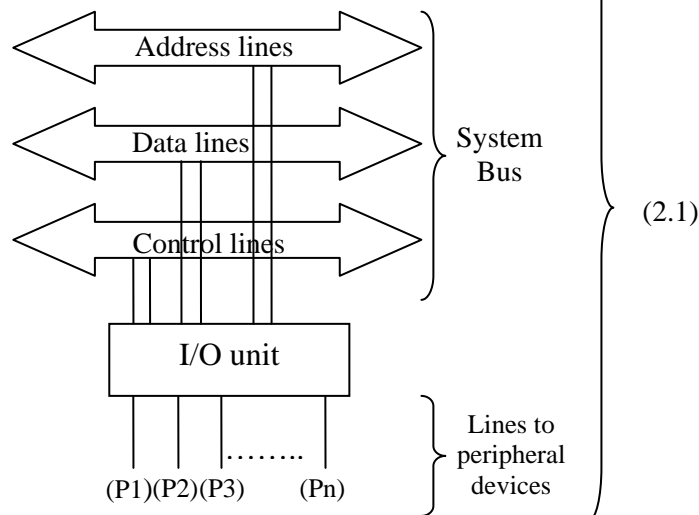 Address lines
Data lines
System
Bus
(2.1)
Control lines
I/O unit
Lines to
peripheral
devices
(P1)(P2)(P3)
……..
(Pn)